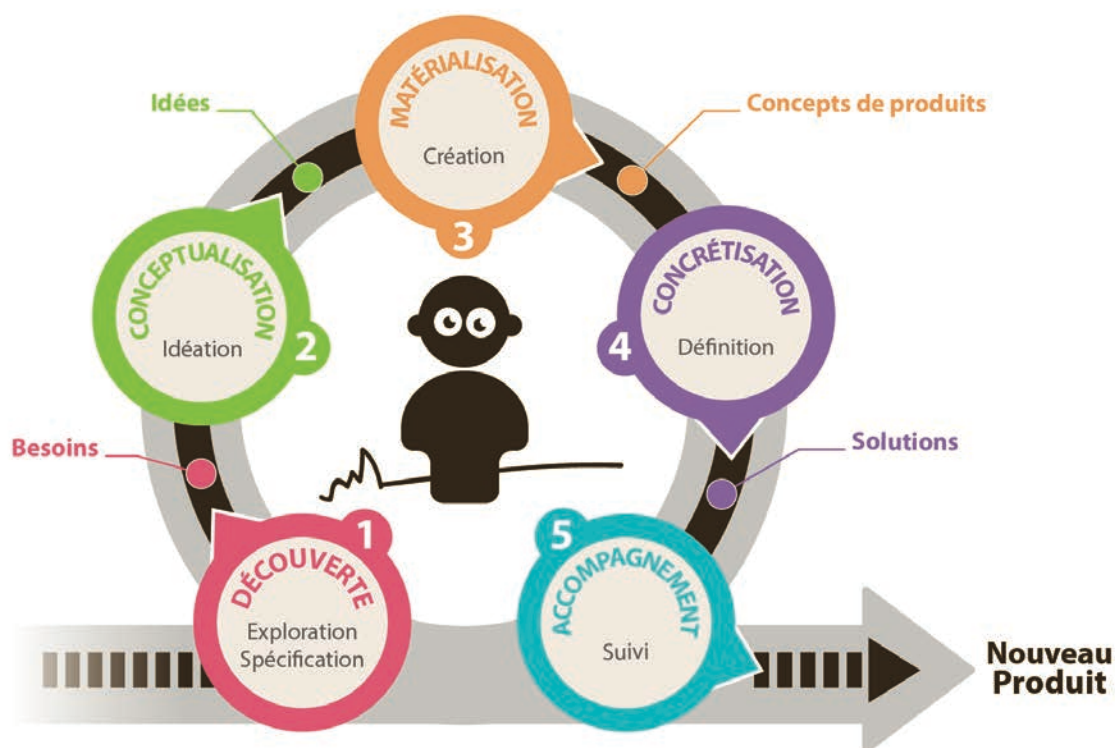 MATÉRIALISATION
Création
3
Idées
Concepts de produits
CONCEPTUALISATION
Idéation
2
CONCRÉTISATION
Définition
4
Besoins
Solutions
1
DÉCOUVERTE
Exploration
Spécification
5
ACCOMPAGNEMENT
Suivi
Nouveau
Produit